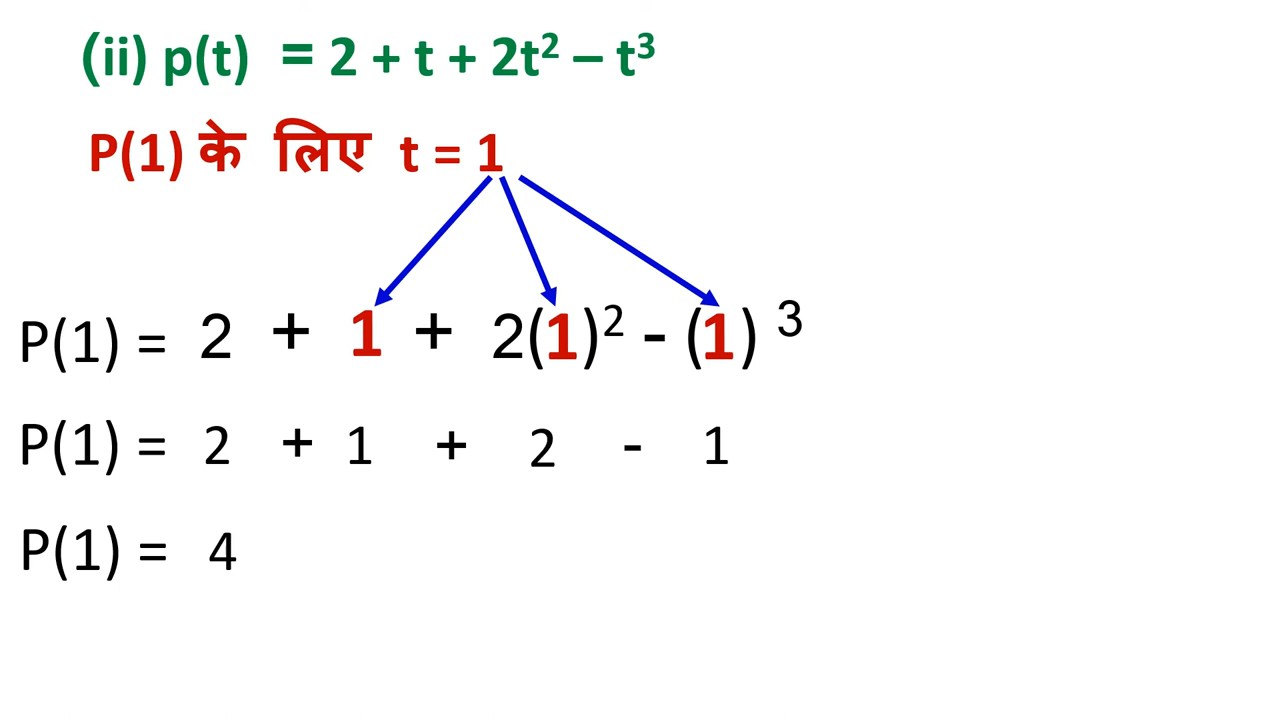 (ii) p(t) = 2 + t + 2t² – t³
P(1) के लिए t = 1
P(1) = 2 + 1 + 2(1)² - (1) ³
P(1) = 2 + 1 + 2 - 1
P(1) = 4